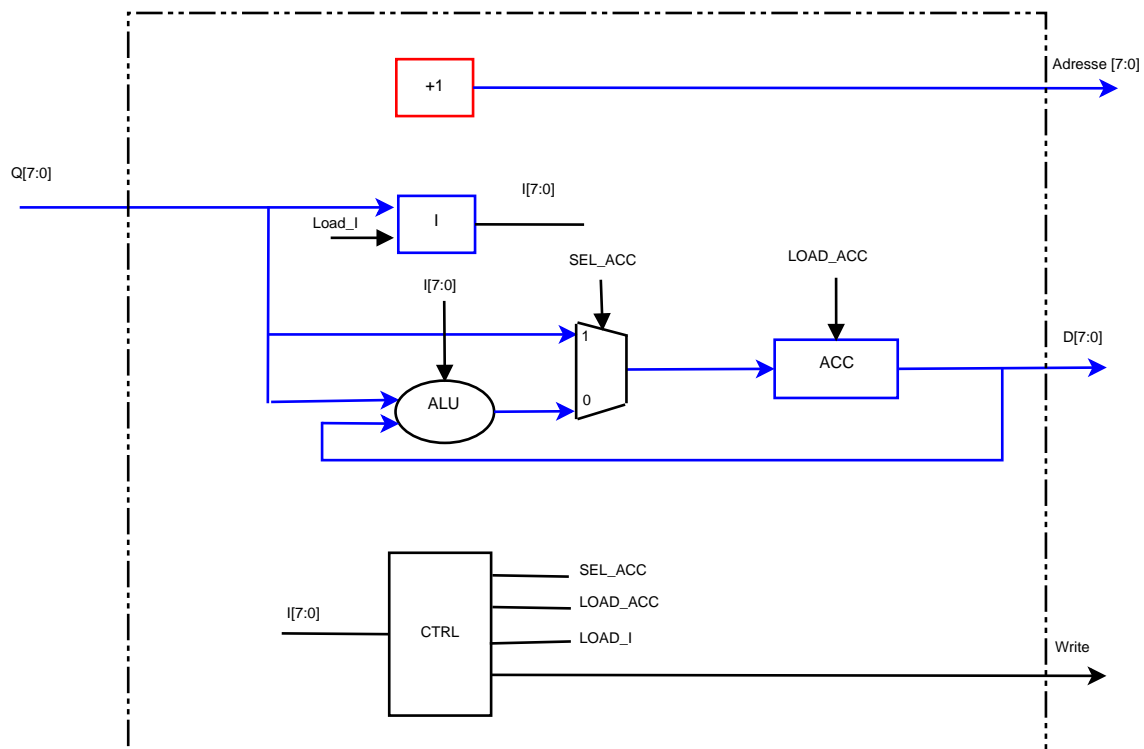 Adresse [7:0]
+1
Q[7:0]
I[7:0]
I
Load_I
SEL_ACC
LOAD_ACC
I[7:0]
1
D[7:0]
ACC
ALU
0
SEL_ACC
LOAD_ACC
I[7:0]
CTRL
LOAD_I
Write